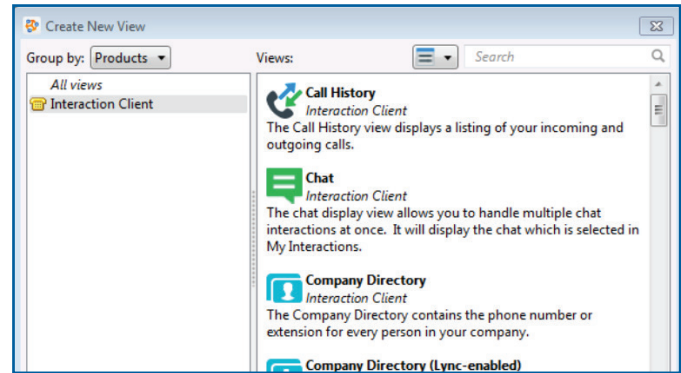 Create New View
Group by: Products
Views:
Search
All views
Interaction Client
Call History
Interaction Client
The Call History view displays a listing of your incoming and
outgoing calls.
Chat
Interaction Client
The chat display view allows you to handle multiple chat
interactions at once. It will display the chat which is selected in
My Interactions.
Company Directory
Interaction Client
The Company Directory contains the phone number or
extension for every person in your company.
Company Directory (Lync-enabled)